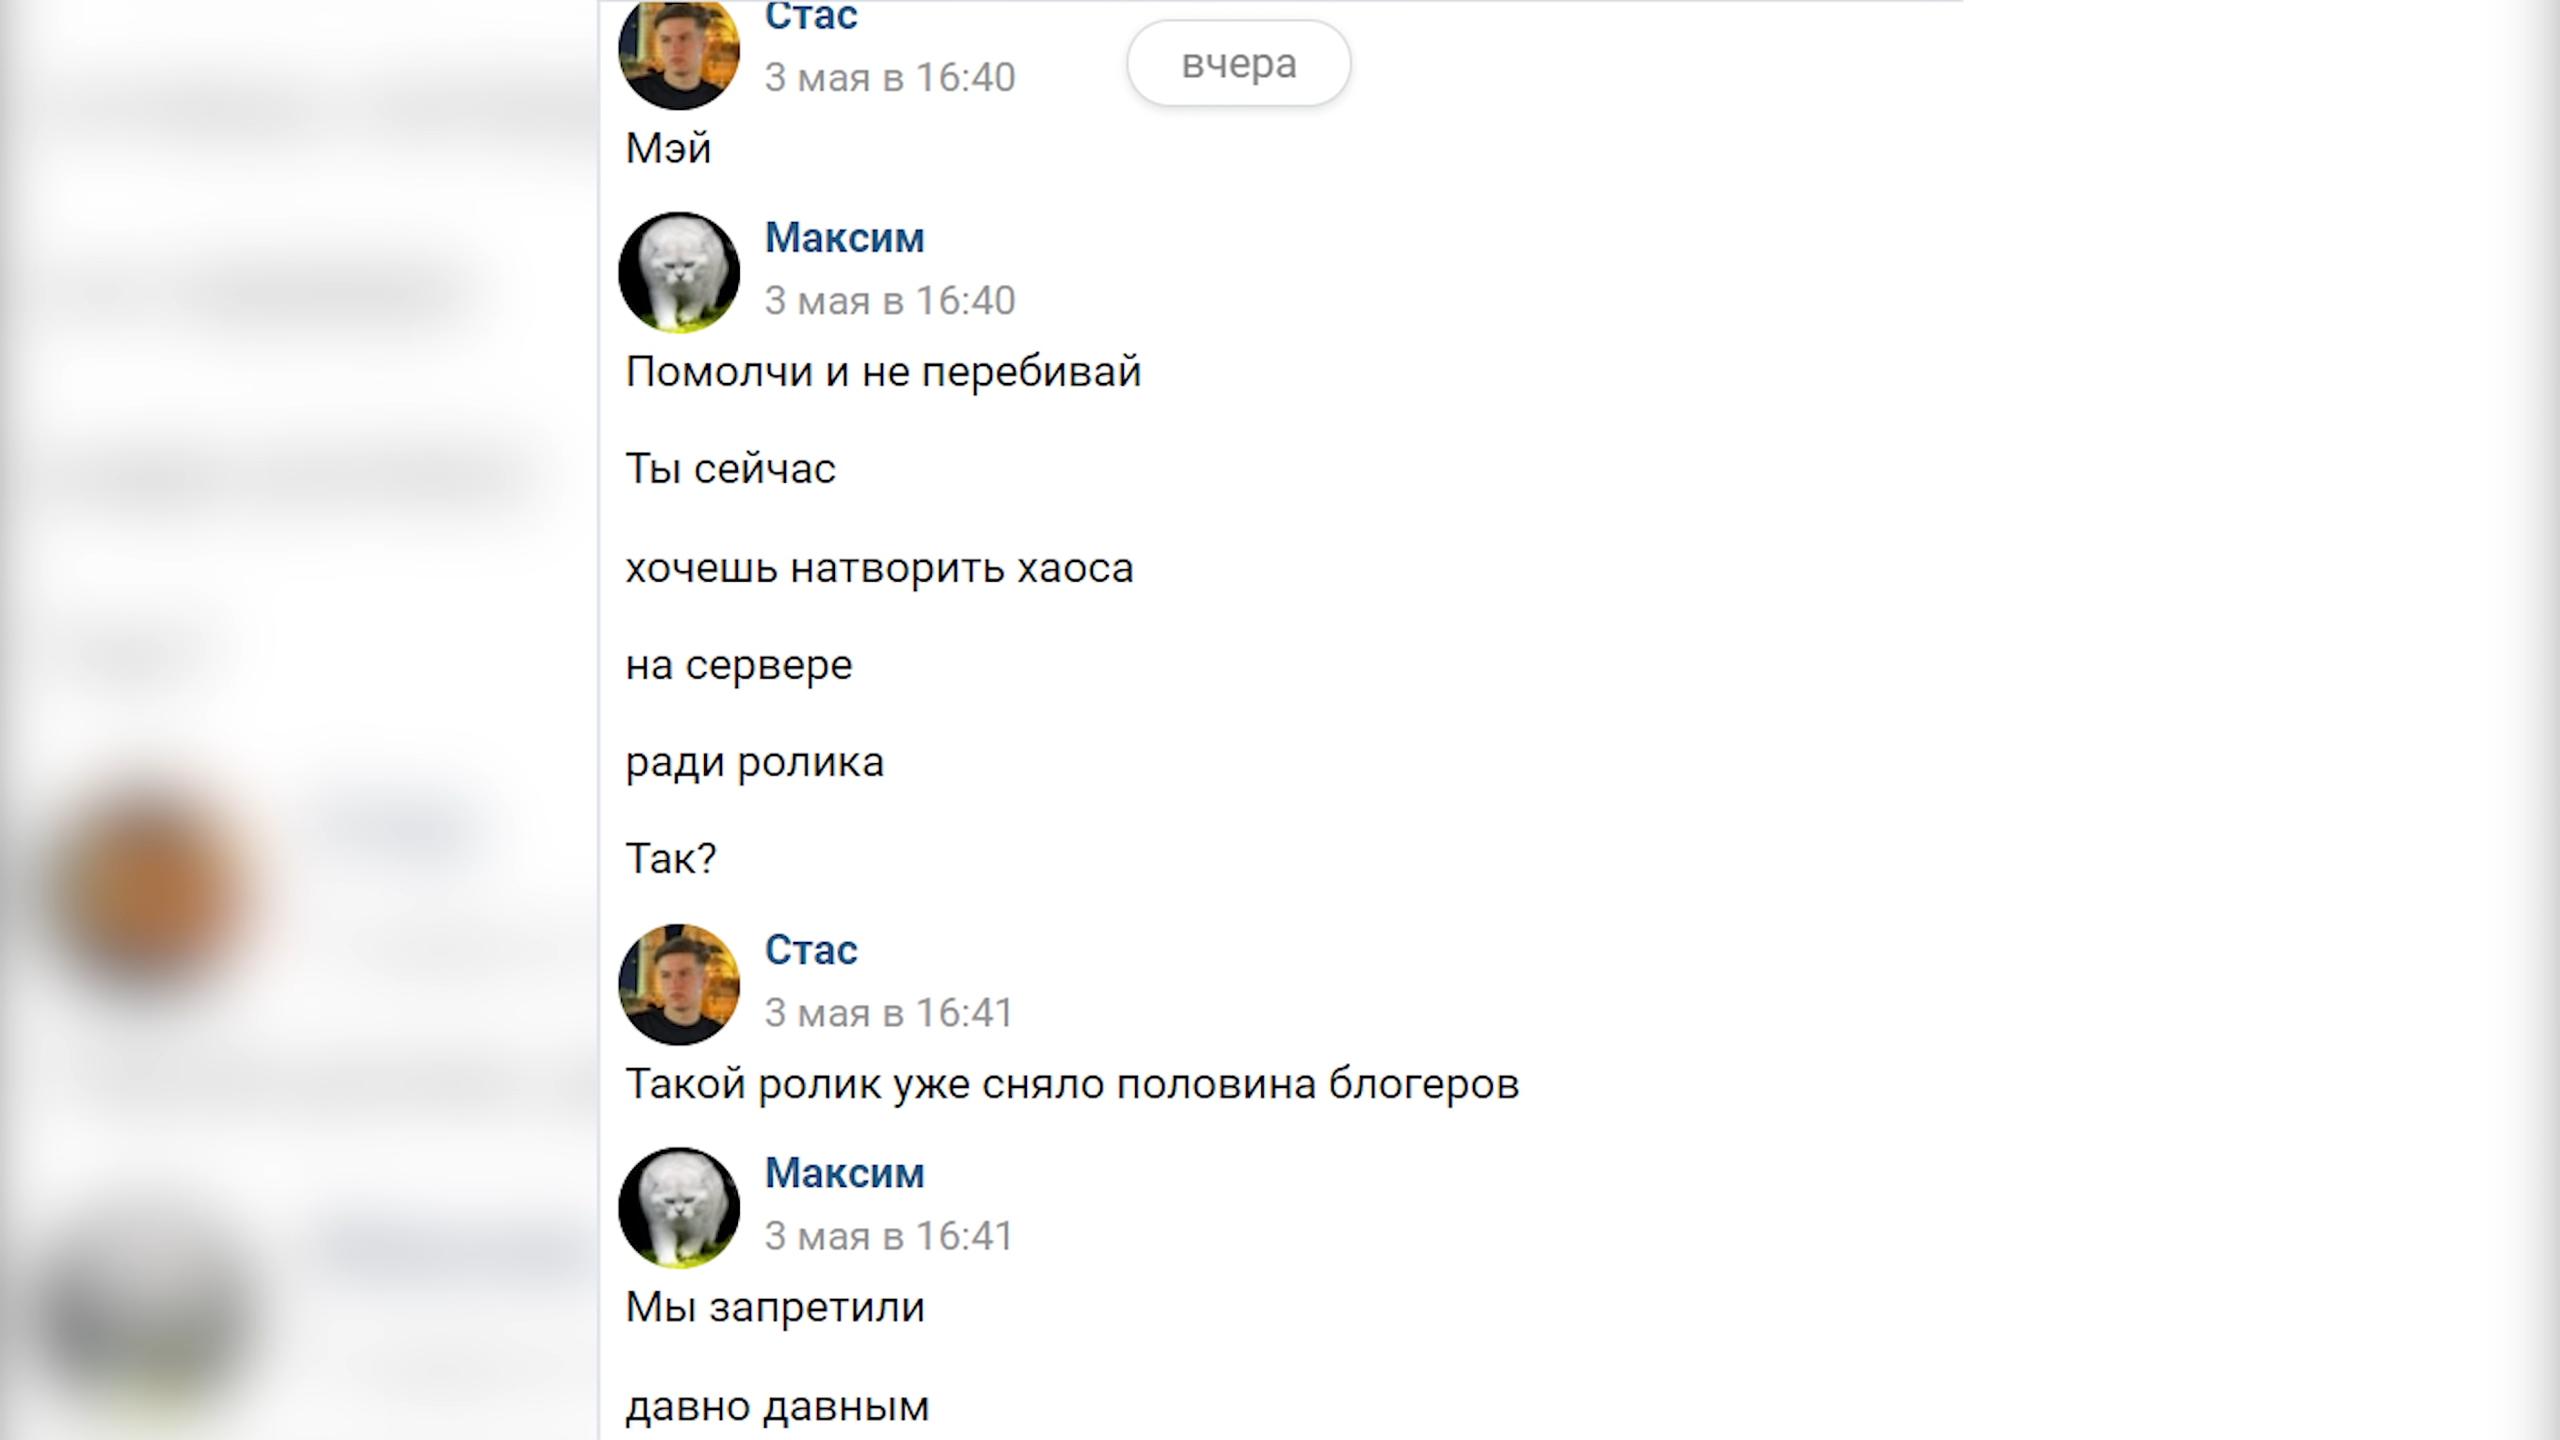 Стас
3 мая в 16:40
вчера
Мэй
Максим
3 мая в 16:40
Помолчи и не перебивай
Ты сейчас
хочешь натворить хаоса
на сервере
ради ролика
Так?
Стас
3 мая в 16:41
Такой ролик уже сняло половина блогеров
Максим
3 мая в 16:41
Мы запретили
давно давным